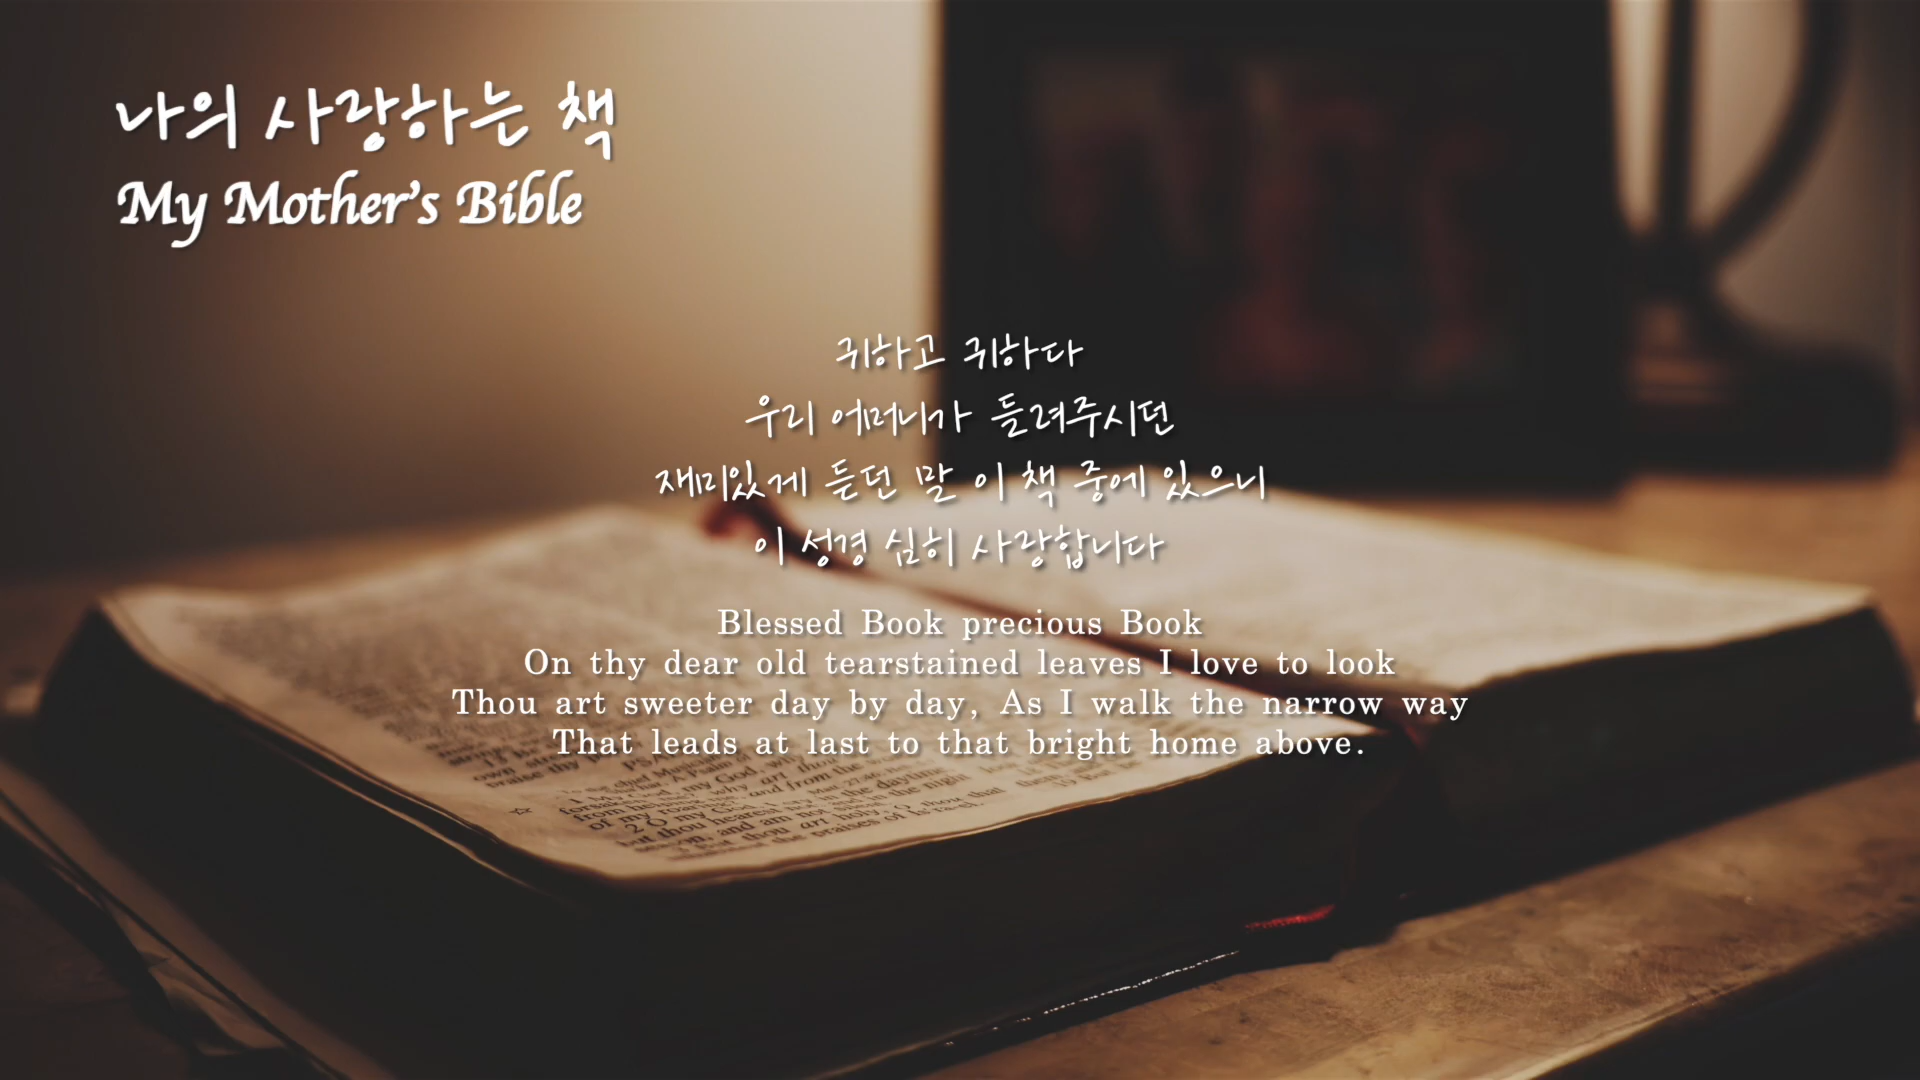 나의 사랑하는 책
My Mother's Bible
귀하고 귀하다
우리 어머니가 들려주시던
재미있게 듣던 말 이 책 중에 있으니
이 성경 심히 사랑합니다
Blessed Book precious Book
On thy dear old tearstained leaves I love to look
Thou art sweeter day by day, As I walk the narrow way
That leads at last to that bright home above.